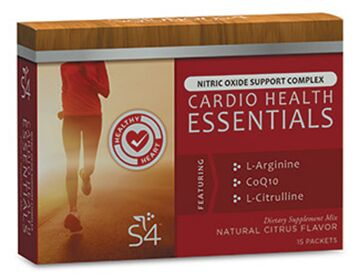 NITRIC OXIDE SUPPORT COMPLEX
CARDIO HEALTH
ESSENTIALS
HEALTHY
HEART
FEATURING
L-Arginine
CoQ10
L-Citrulline
Dietary Supplement Mix
NATURAL CITRUS FLAVOR
15 PACKETS
S4
CARDIO HEALTH
ESSENTIALS